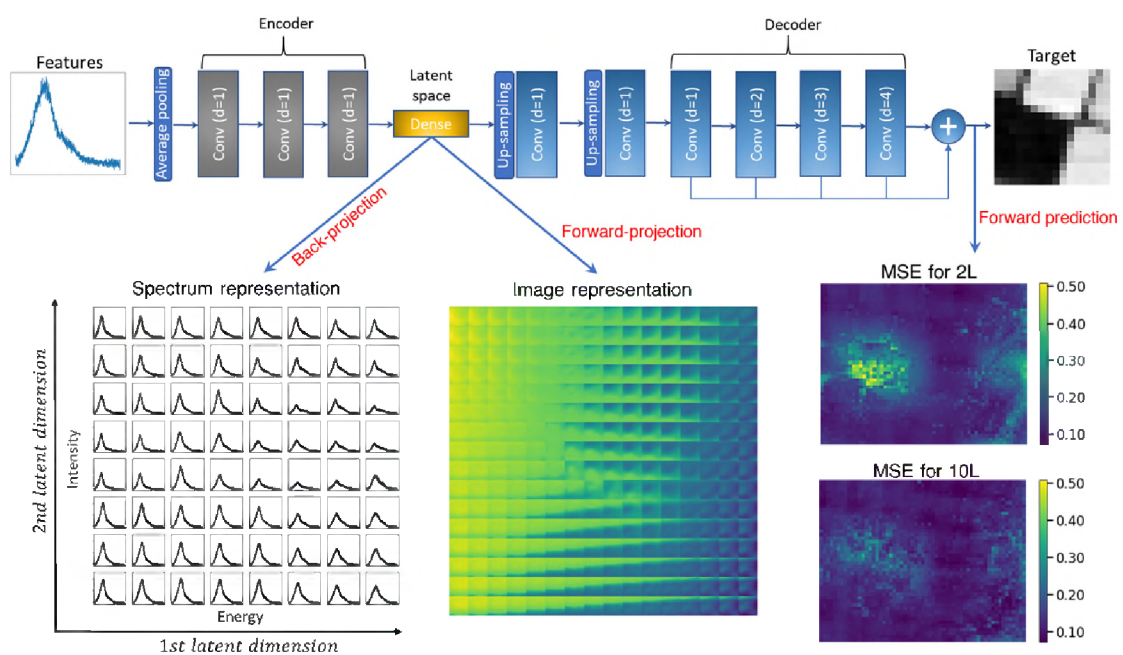 Encoder
Decoder
Features
Latent
space
Target
Average pooling
Conv (d=1)
Conv (d=1)
Conv (d=1)
Dense
Up-sampling
Conv (d=1)
Up-sampling
Conv (d=1)
Conv (d=1)
Conv (d=2)
Conv (d=3)
Conv (d=4)
+
Back-projection
Forward-projection
Forward prediction
Spectrum representation
Image representation
MSE for 2L
0.50
0.40
0.30
0.20
0.10
MSE for 10L
0.50
0.40
0.30
0.20
0.10
2nd latent dimension
Intensity
Energy
1st latent dimension